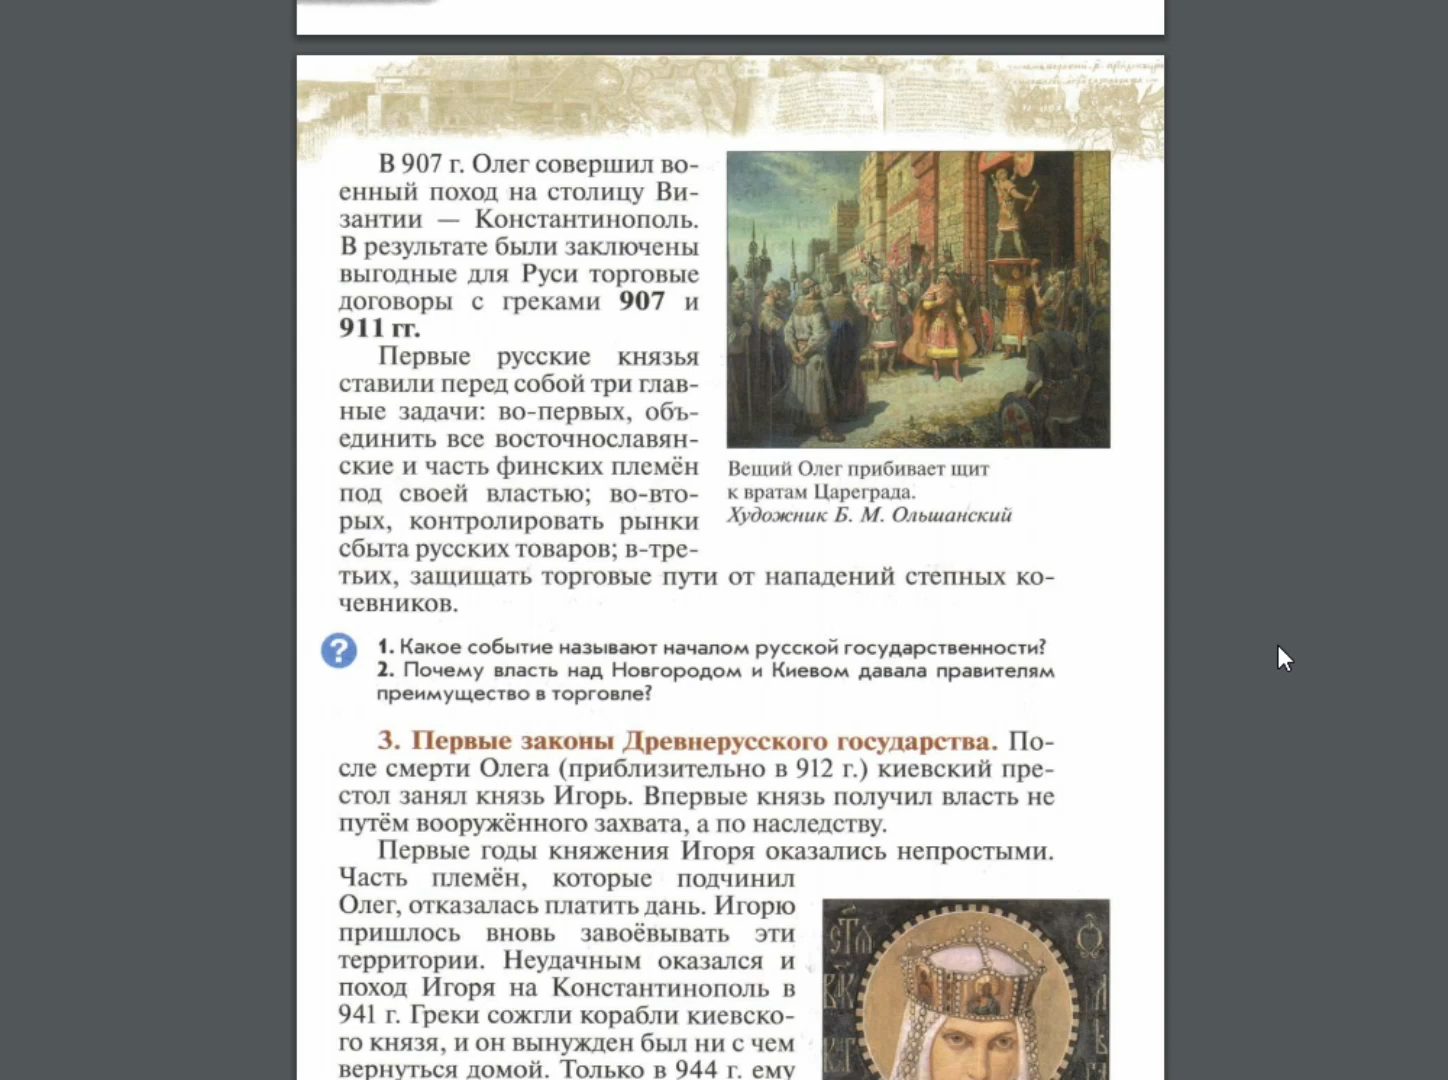 В 907 г. Олег совершил во-
енный поход на столицу Ви-
зантии — Константинополь.
В результате были заключены
выгодные для Руси торговые
договоры с греками 907 и
911 гг.
Первые русские князья
ставили перед собой три глав-
ные задачи: во-первых, объ-
единить все восточнославян-
ские и часть финских племён
под своей властью; во-вто-
рых, контролировать рынки
сбыта русских товаров; в-тре-
тьих, защищать торговые пути от нападений степных ко-
чевников.
Вещий Олег прибивает щит
к вратам Цареграда.
Художник Б. М. Ольшанский
?
1. Какое событие называют началом русской государственности?
2. Почему власть над Новгородом и Киевом давала правителям
преимущество в торговле?
3. Первые законы Древнерусского государства. По-
сле смерти Олега (приблизительно в 912 г.) киевский пре-
стол занял князь Игорь. Впервые князь получил власть не
путём вооружённого захвата, а по наследству.
Первые годы княжения Игоря оказались непростыми.
Часть племён, которые подчинил
Олег, отказалась платить дань. Игорю
пришлось вновь завоёвывать эти
территории. Неудачным оказался и
поход Игоря на Константинополь в
941 г. Греки сожгли корабли киевско-
го князя, и он вынужден был ни с чем
вернуться домой. Только в 944 г. ему